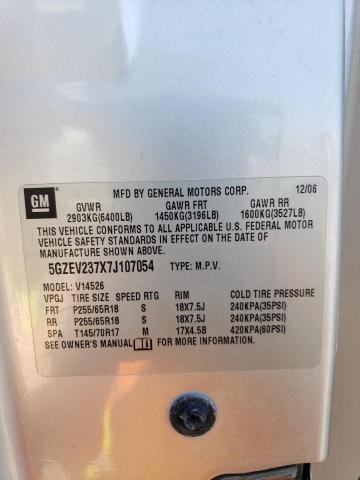 GM ® MFD BY GENERAL MOTORS CORP. 12/06
GVWR GAWR FRT GAWR RR
2903KG(6400LB) 1450KG(3196LB) 1600KG(3527LB)
THIS VEHICLE CONFORMS TO ALL APPLICABLE U.S. FEDERAL MOTOR
VEHICLE SAFETY STANDARDS IN EFFECT ON THE DATE OF
MANUFACTURE SHOWN ABOVE.
5GZEV237X7J107054 TYPE: M.P.V.
MODEL: V14526
VPGJ TIRE SIZE SPEED RTG RIM COLD TIRE PRESSURE
FRT P255/65R18 S 18X7.5J 240KPA(35PSI)
RR P255/65R18 S 18X7.5J 240KPA(35PSI)
SPA T145/70R17 M 17X4.5B 420KPA(60PSI)
SEE OWNER'S MANUAL FOR MORE INFORMATION.